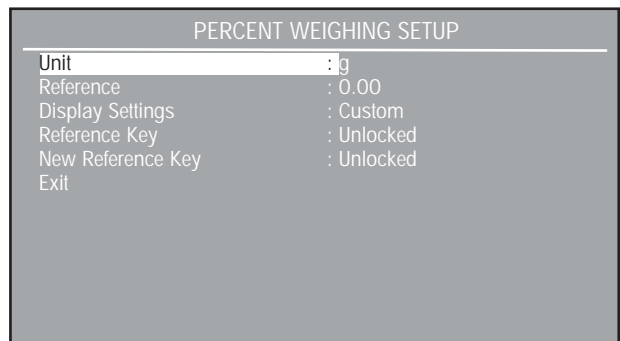 PERCENT WEIGHING SETUP
Unit : g
Reference : 0.00
Display Settings : Custom
Reference Key : Unlocked
New Reference Key : Unlocked
Exit